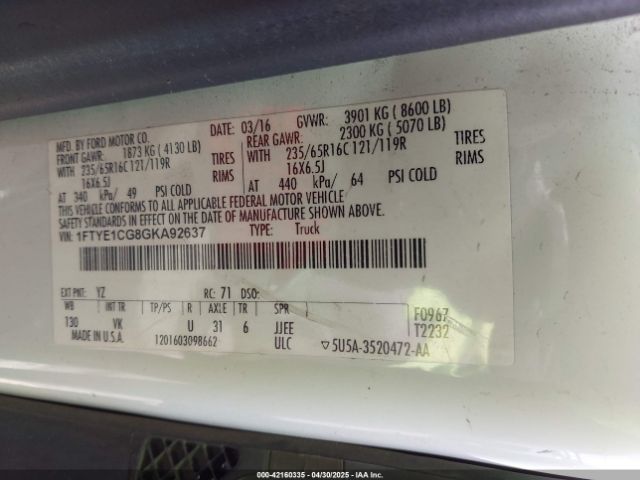 MFD. BY FORD MOTOR CO. DATE: 03/16 GVWR: 3901 KG ( 8600 LB)
FRONT GAWR: 1873 KG ( 4130 LB) REAR GAWR: 2300 KG ( 5070 LB)
WITH 235/65R16C 121/119R TIRES WITH 235/65R16C 121/119R TIRES
16X6.5J RIMS 16X6.5J RIMS
AT 340 kPa/ 49 PSI COLD AT 440 kPa/ 64 PSI COLD
THIS VEHICLE CONFORMS TO ALL APPLICABLE FEDERAL MOTOR VEHICLE
SAFETY STANDARDS IN EFFECT ON THE DATE OF MANUFACTURE SHOWN ABOVE
VIN: 1FTYE1CG8GKA92637 TYPE: Truck
EXT PNT: YZ RC: 71 DSO:
WB INT TR TP/PS R AXLE TR SPR
130 VK U 31 6 JJEE F0967
MADE IN U.S.A. 1201603098662 ULC T2232
▽5U5A-3520472-AA
000-42160335 - 04/30/2025 - IAA Inc.